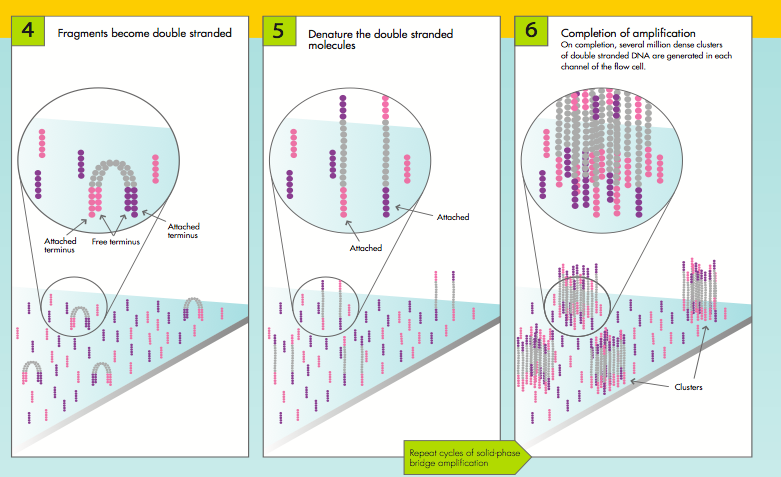 4
Fragments become double stranded
Attached
terminus
Free terminus
Attached
terminus
5
Denature the double stranded
molecules
Attached
Attached
6
Completion of amplification
On completion, several million dense clusters
of double stranded DNA are generated in each
channel of the flow cell.
Clusters
Repeat cycles of solid-phase
bridge amplification